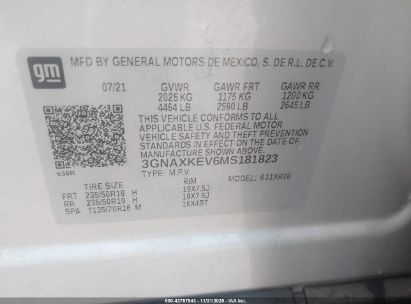 gm
MFD BY GENERAL MOTORS DE MEXICO, S. DE R.L. DE C.V.
07/21 GVWR GAWR FRT GAWR RR
2025 KG 1175 KG 1200 KG
4464 LB 2590 LB 2645 LB
THIS VEHICLE CONFORMS TO ALL
APPLICABLE U.S. FEDERAL MOTOR
VEHICLE SAFETY AND THEFT PREVENTION
STANDARDS IN EFFECT ON THE DATE OF
MANUFACTURE SHOWN ABOVE.
3GNAXKEV6MS181823
636R TYPE: M.P.V. MODEL: 631XR26
TIRE SIZE RIM
FRT 235/50R19 H 19X7.5J
RR 235/50R19 H 19X7.5J
SPA T135/70R16 M 16X4BT